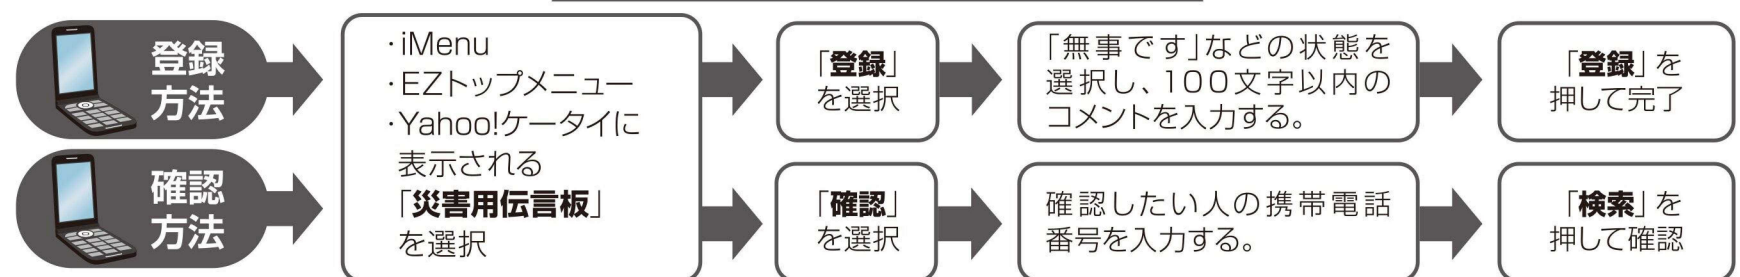 登録
方法
・iMenu
・EZトップメニュー
・Yahoo!ケータイに
表示される
「災害用伝言板」
を選択
「登録」
を選択
「無事です」などの状態を
選択し、100文字以内の
コメントを入力する。
「登録」を
押して完了
確認
方法
「確認」
を選択
確認したい人の携帯電話
番号を入力する。
「検索」を
押して確認